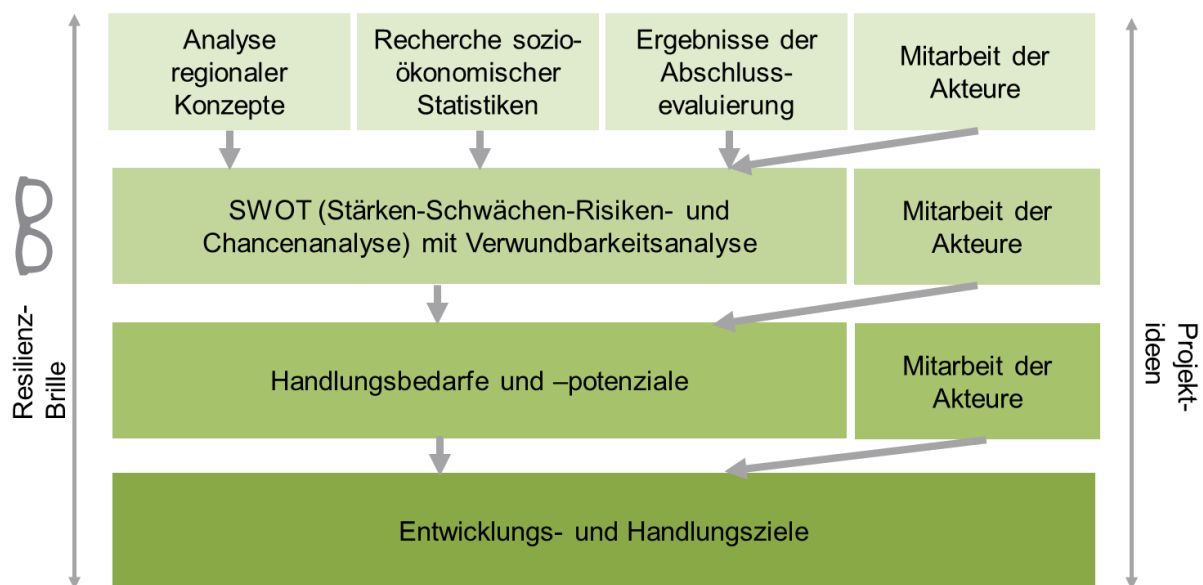 Analyse
regionaler
Konzepte
Recherche sozio-
ökonomischer
Statistiken
Ergebnisse der
Abschluss-
evaluierung
Mitarbeit der
Akteure
SWOT (Stärken-Schwächen-Risiken- und
Chancenanalyse) mit Verwundbarkeitsanalyse
Mitarbeit der
Akteure
Handlungsbedarfe und –potenziale
Mitarbeit der
Akteure
Entwicklungs- und Handlungsziele
Resilienz-
Brille
Projekt-
ideen